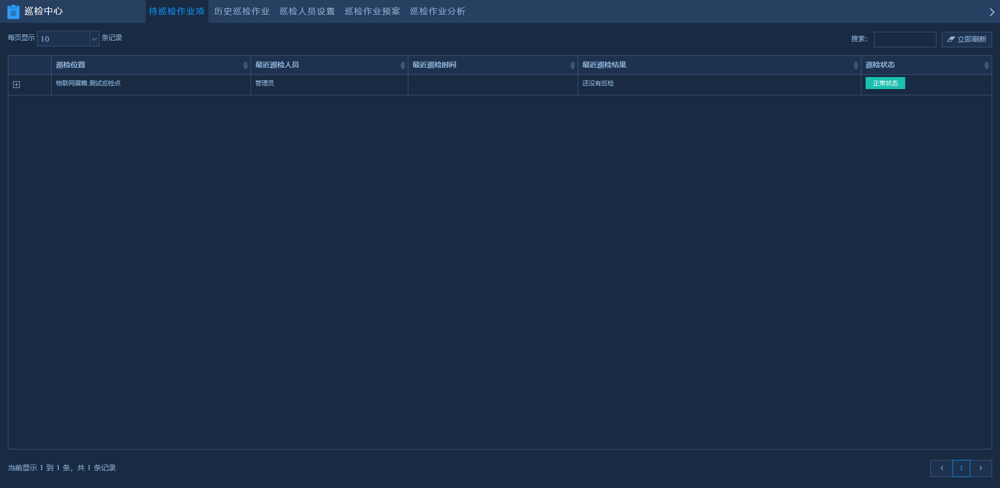 巡 巡检中心 待巡检作业项 历史巡检作业 巡检人员设置 巡检作业预案 巡检作业分析
每页显示 10 条记录 搜索: 立即刷新
巡检位置 最近巡检人员 最近巡检时间 最近巡检结果 巡检状态
物联网展箱.测试巡检点 管理员 还没有巡检 正常状态
当前显示 1 到 1 条，共 1 条记录 1